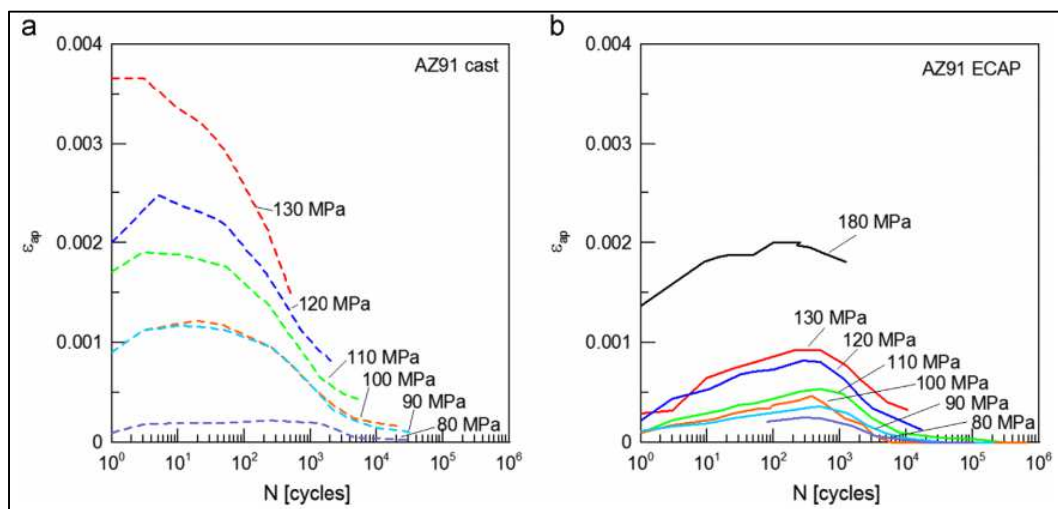 a
AZ91 cast
0.004
0.003
0.002
0.001
0
εap
130 MPa
120 MPa
110 MPa
100 MPa
90 MPa
80 MPa
10^0 10^1 10^2 10^3 10^4 10^5 10^6
N [cycles]
b
AZ91 ECAP
0.004
0.003
0.002
0.001
0
εap
180 MPa
130 MPa
120 MPa
110 MPa
100 MPa
90 MPa
80 MPa
10^0 10^1 10^2 10^3 10^4 10^5 10^6
N [cycles]